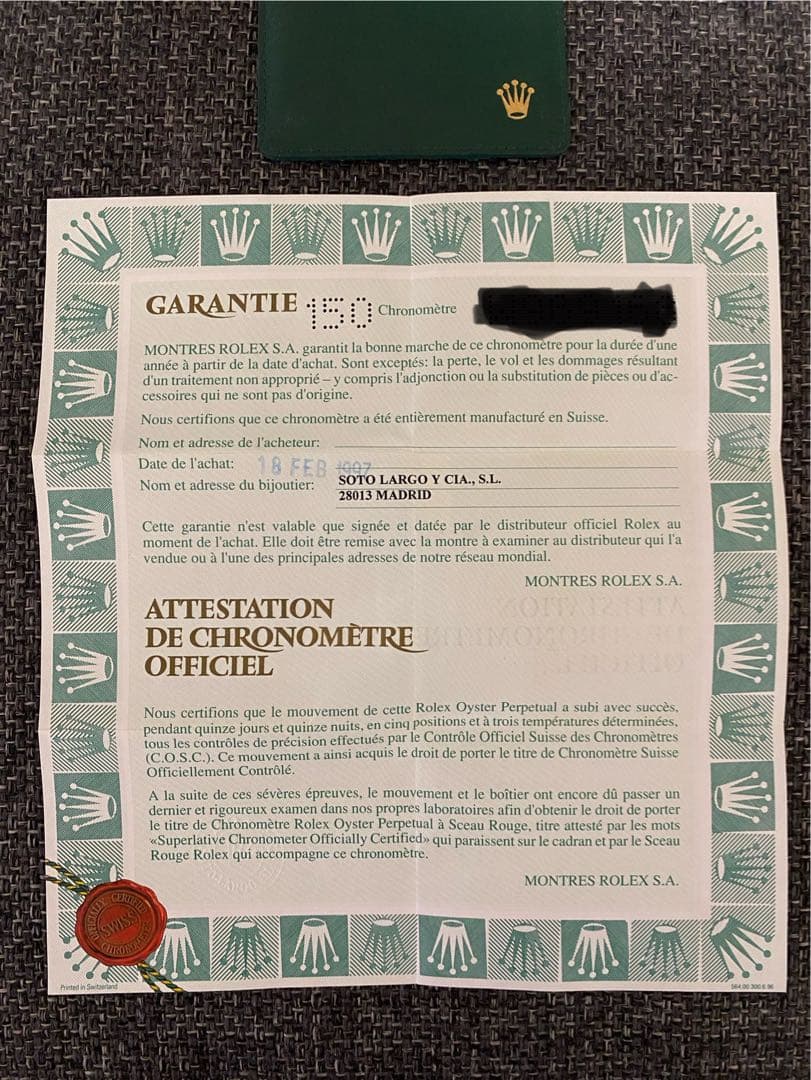 GARANTIE 150 Chronomètre
MONTRES ROLEX S.A. garantit la bonne marche de ce chronomètre pour la durée d'une
année à partir de la date d'achat. Sont exceptés: la perte, le vol et les dommages résultant
d'un traitement non approprié – y compris l'adjonction ou la substitution de pièces ou d'ac-
cessoires qui ne sont pas d'origine.
Nous certifions que ce chronomètre a été entièrement manufacturé en Suisse.
Nom et adresse de l'acheteur:
Date de l'achat: 18 FEB 1997
Nom et adresse du bijoutier: SOTO LARGO Y CIA., S.L.
28013 MADRID
Cette garantie n'est valable que signée et datée par le distributeur officiel Rolex au
moment de l'achat. Elle doit être remise avec la montre à examiner au distributeur qui l'a
vendue ou à l'une des principales adresses de notre réseau mondial.
MONTRES ROLEX S.A.
ATTESTATION
DE CHRONOMÈTRE
OFFICIEL
Nous certifions que le mouvement de cette Rolex Oyster Perpetual a subi avec succès,
pendant quinze jours et quinze nuits, en cinq positions et à trois températures déterminées,
tous les contrôles de précision effectués par le Contrôle Officiel Suisse des Chronomètres
(C.O.S.C.). Ce mouvement a ainsi acquis le droit de porter le titre de Chronomètre Suisse
Officiellement Contrôlé.
A la suite de ces sévères épreuves, le mouvement et le boîtier ont encore dû passer un
dernier et rigoureux examen dans nos propres laboratoires afin d'obtenir le droit de porter
le titre de Chronomètre Rolex Oyster Perpetual à Sceau Rouge, titre attesté par les mots
«Superlative Chronometer Officially Certified» qui paraissent sur le cadran et par le Sceau
Rouge Rolex qui accompagne ce chronomètre.
MONTRES ROLEX S.A.
SWISS
Printed in Switzerland
564.00.300.6.96